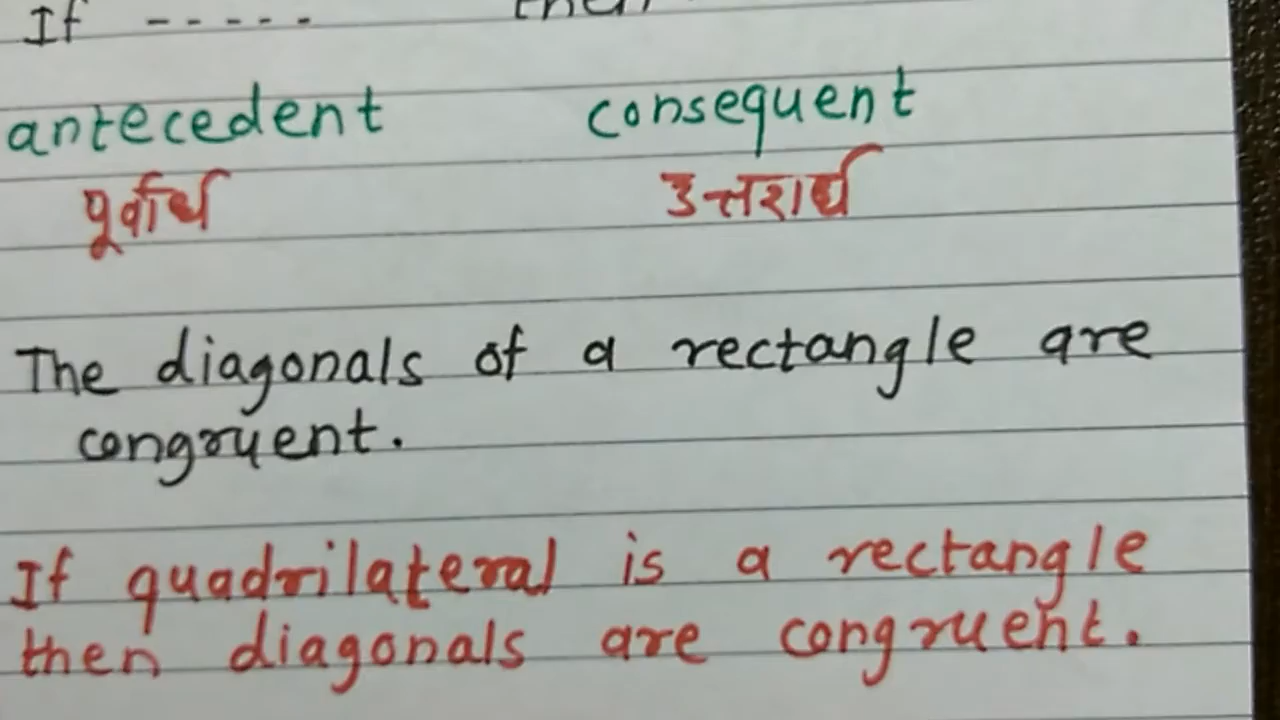 If ----- then
antecedent consequent
पूर्वार्ध उत्तरार्ध
The diagonals of a rectangle are
congruent.
If quadrilateral is a rectangle
then diagonals are congruent.